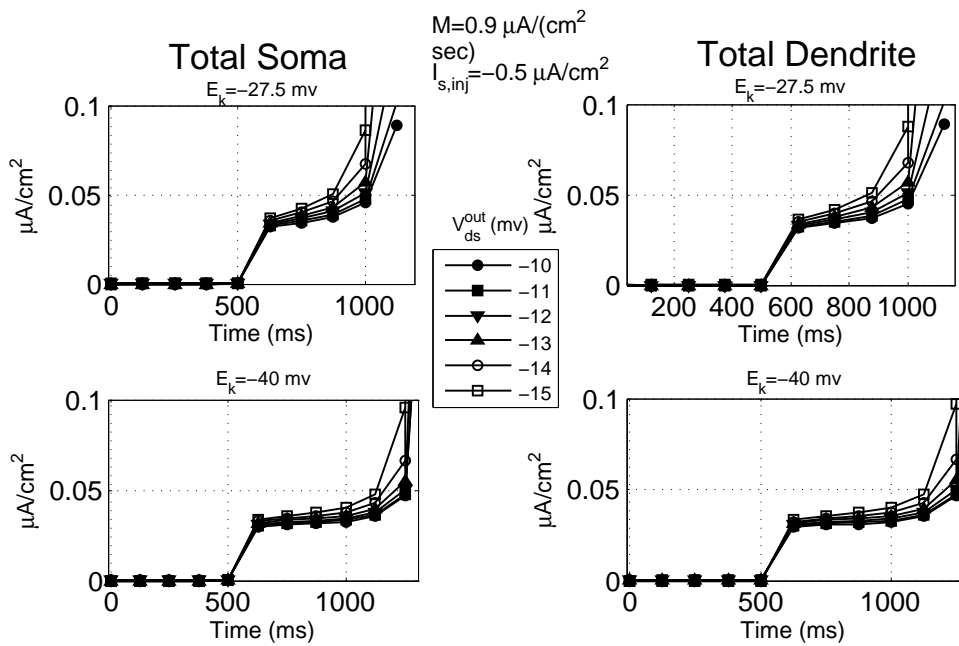 M=0.9 μA/(cm²
sec)
I_s,inj=−0.5 μA/cm²
Total Soma
E_k=−27.5 mv
0.1
0.05
0
μA/cm²
0
500
1000
Time (ms)
Total Dendrite
E_k=−27.5 mv
0.1
0.05
0
μA/cm²
200
400
600
800
1000
Time (ms)
V_ds^out (mv)
−10
−11
−12
−13
−14
−15
E_k=−40 mv
0.1
0.05
0
μA/cm²
0
500
1000
Time (ms)
E_k=−40 mv
0.1
0.05
0
μA/cm²
0
500
1000
Time (ms)